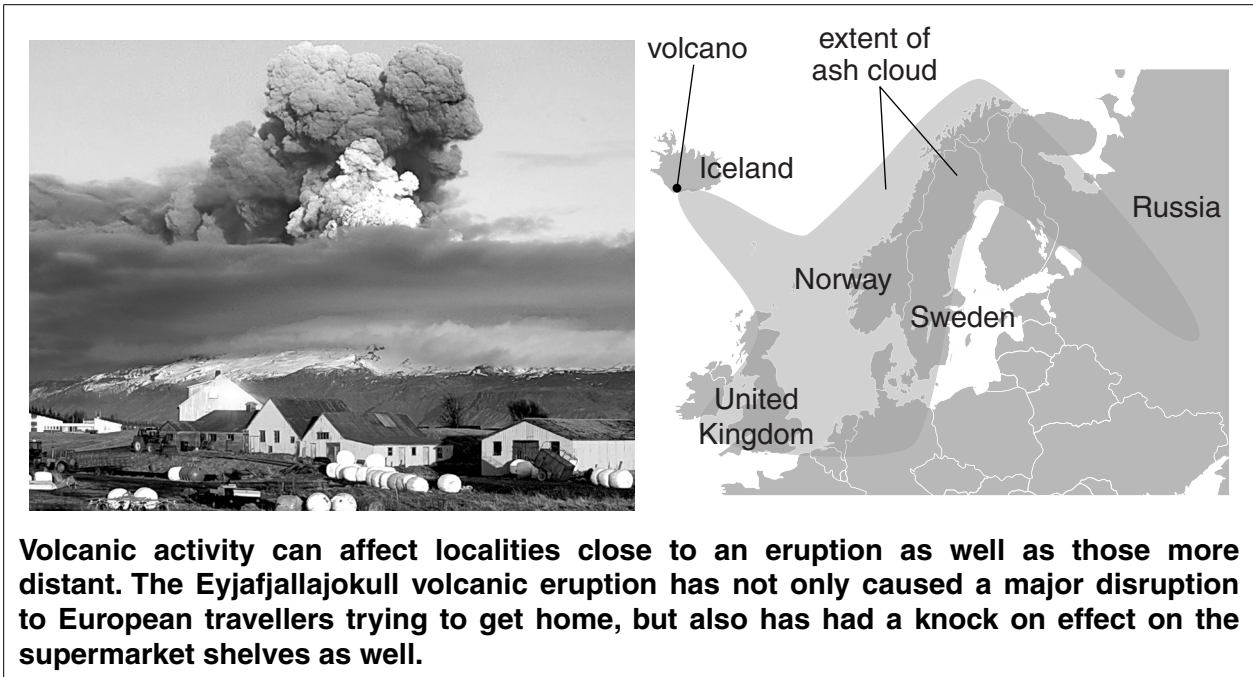 volcano
extent of
ash cloud
Iceland
Russia
Norway
Sweden
United
Kingdom
Volcanic activity can affect localities close to an eruption as well as those more
distant. The Eyjafjallajokull volcanic eruption has not only caused a major disruption
to European travellers trying to get home, but also has had a knock on effect on the
supermarket shelves as well.